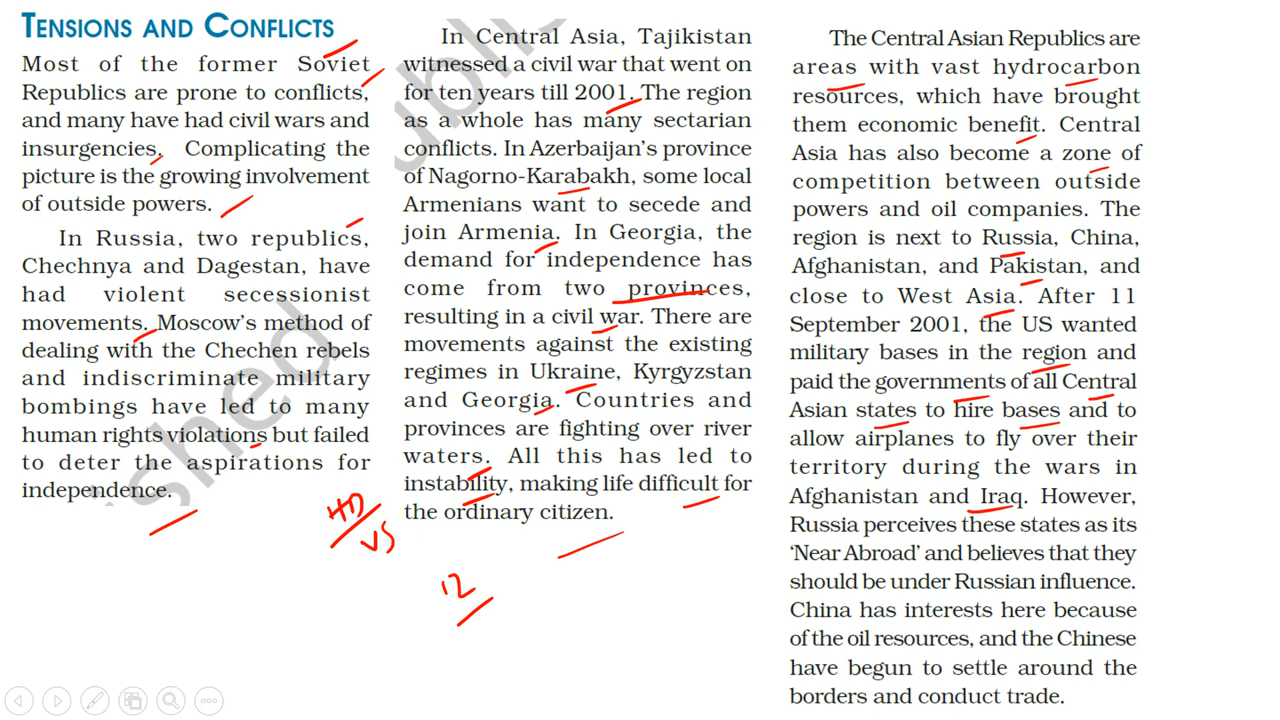 TENSIONS AND CONFLICTS
Most of the former Soviet
Republics are prone to conflicts,
and many have had civil wars and
insurgencies. Complicating the
picture is the growing involvement
of outside powers.
In Russia, two republics,
Chechnya and Dagestan, have
had violent secessionist
movements. Moscow's method of
dealing with the Chechen rebels
and indiscriminate military
bombings have led to many
human rights violations but failed
to deter the aspirations for
independence.
HD
VS
In Central Asia, Tajikistan
witnessed a civil war that went on
for ten years till 2001. The region
as a whole has many sectarian
conflicts. In Azerbaijan's province
of Nagorno-Karabakh, some local
Armenians want to secede and
join Armenia. In Georgia, the
demand for independence has
come from two provinces,
resulting in a civil war. There are
movements against the existing
regimes in Ukraine, Kyrgyzstan
and Georgia. Countries and
provinces are fighting over river
waters. All this has led to
instability, making life difficult for
the ordinary citizen.
12
The Central Asian Republics are
areas with vast hydrocarbon
resources, which have brought
them economic benefit. Central
Asia has also become a zone of
competition between outside
powers and oil companies. The
region is next to Russia, China,
Afghanistan, and Pakistan, and
close to West Asia. After 11
September 2001, the US wanted
military bases in the region and
paid the governments of all Central
Asian states to hire bases and to
allow airplanes to fly over their
territory during the wars in
Afghanistan and Iraq. However,
Russia perceives these states as its
'Near Abroad' and believes that they
should be under Russian influence.
China has interests here because
of the oil resources, and the Chinese
have begun to settle around the
borders and conduct trade.